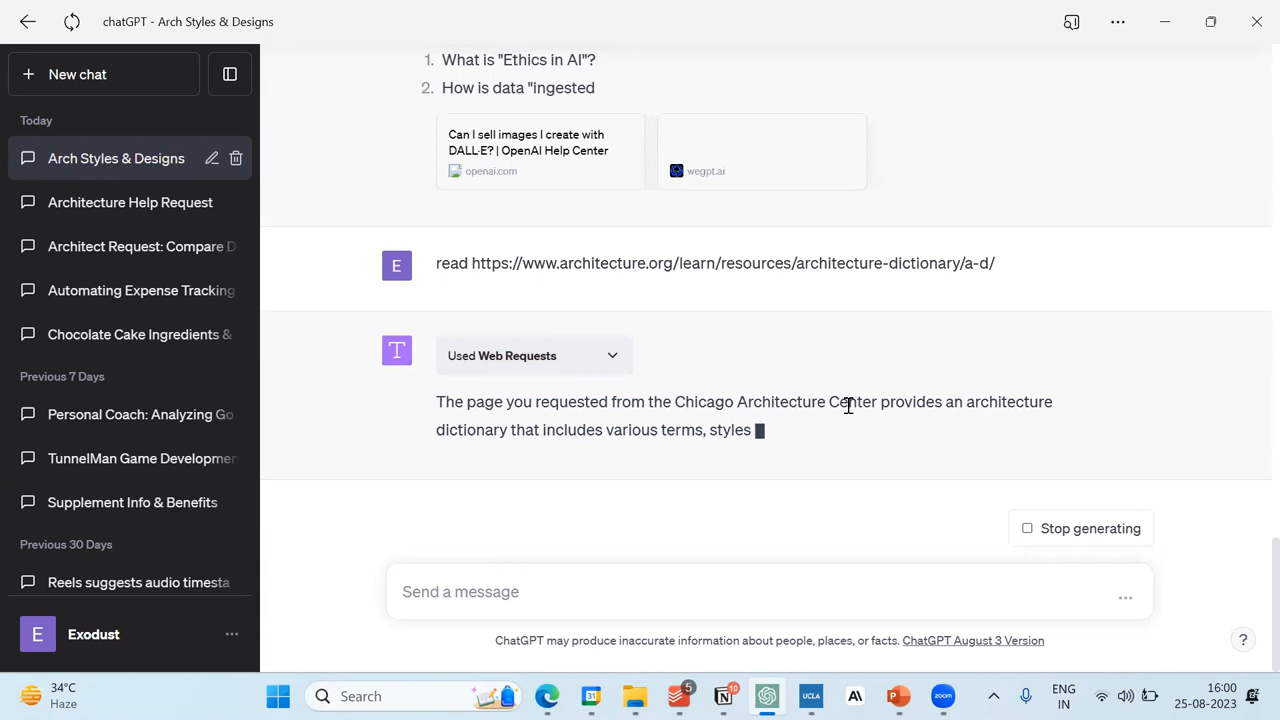 chatGPT - Arch Styles & Designs
New chat
Today
Arch Styles & Designs
Architecture Help Request
Architect Request: Compare D
Automating Expense Tracking
Chocolate Cake Ingredients &
Previous 7 Days
Personal Coach: Analyzing Go
TunnelMan Game Developmen
Supplement Info & Benefits
Previous 30 Days
Reels suggests audio timesta
E
Exodust
1. What is "Ethics in AI"?
2. How is data "ingested
Can I sell images I create with
DALL·E? | OpenAI Help Center
openai.com
wegpt.ai
E
read https://www.architecture.org/learn/resources/architecture-dictionary/a-d/
T
Used Web Requests
The page you requested from the Chicago Architecture Center provides an architecture
dictionary that includes various terms, styles
Stop generating
Send a message
ChatGPT may produce inaccurate information about people, places, or facts. ChatGPT August 3 Version
?
34°C
Haze
Search
5
10
UCLA
zoom
ENG
IN
16:00
25-08-2023